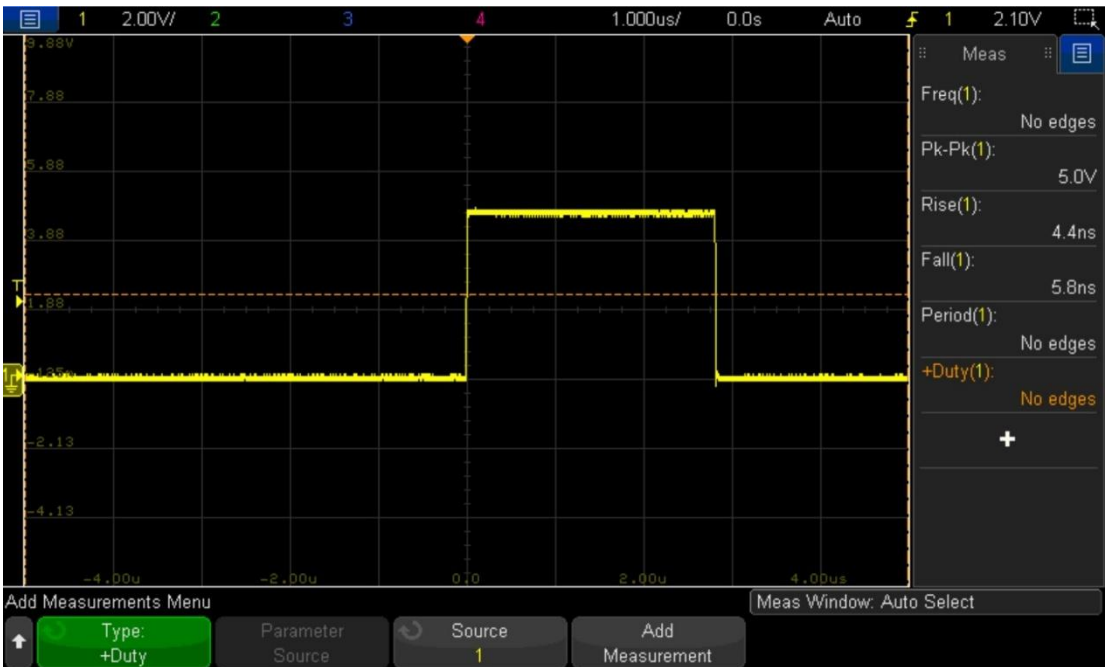 1 2.00V/ 2 3 4 1.000us/ 0.0s Auto 1 2.10V
9.88V
7.88
5.88
3.88
1.88
-2.13
-4.13
-4.00u -2.00u 0.0 2.00u 4.00us
T
1
Meas
Freq(1):
No edges
Pk-Pk(1):
5.0V
Rise(1):
4.4ns
Fall(1):
5.8ns
Period(1):
No edges
+Duty(1):
No edges
+
Add Measurements Menu
Meas Window: Auto Select
Type:
+Duty
Parameter
Source
Source
1
Add
Measurement